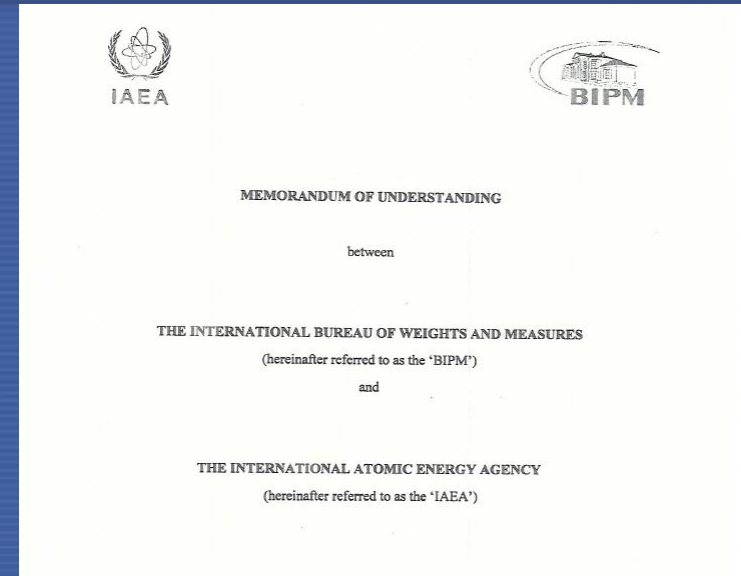 IAEA
BIPM
MEMORANDUM OF UNDERSTANDING
between
THE INTERNATIONAL BUREAU OF WEIGHTS AND MEASURES
(hereinafter referred to as the ‘BIPM’)
and
THE INTERNATIONAL ATOMIC ENERGY AGENCY
(hereinafter referred to as the ‘IAEA’)